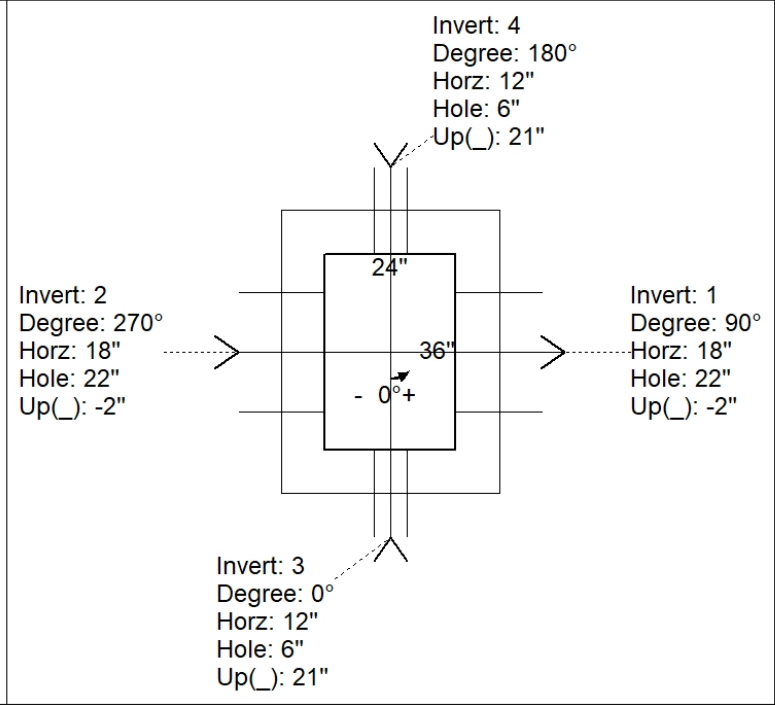 Invert: 4
Degree: 180°
Horz: 12"
Hole: 6"
Up(_): 21"
24"
Invert: 2
Degree: 270°
Horz: 18"
Hole: 22"
Up(_): -2"
36"
- 0°+
Invert: 1
Degree: 90°
Horz: 18"
Hole: 22"
Up(_): -2"
Invert: 3
Degree: 0°
Horz: 12"
Hole: 6"
Up(_): 21"